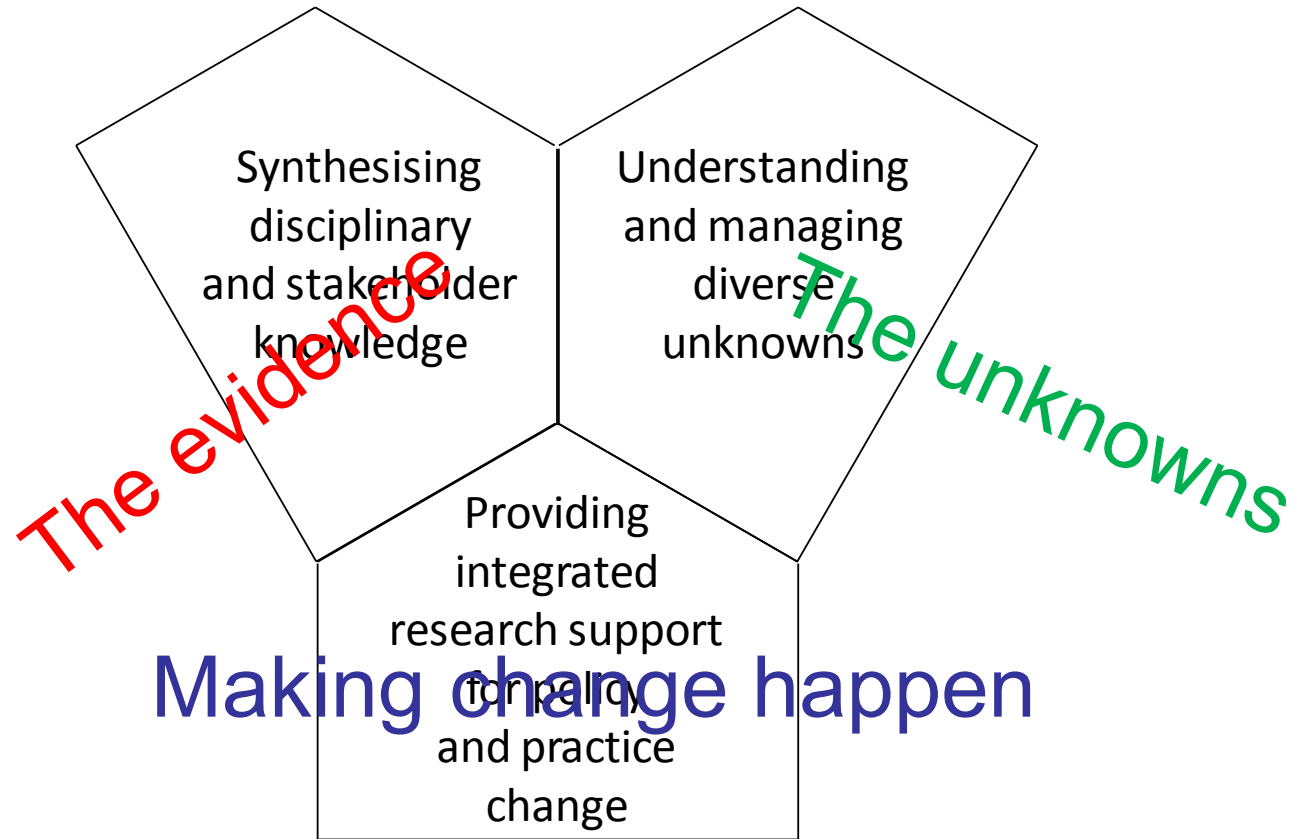 Synthesising
disciplinary
and stakeholder
knowledge
The evidence
Understanding
and managing
diverse
unknowns
The unknowns
Providing
integrated
research support
for policy
and practice
change
Making change happen